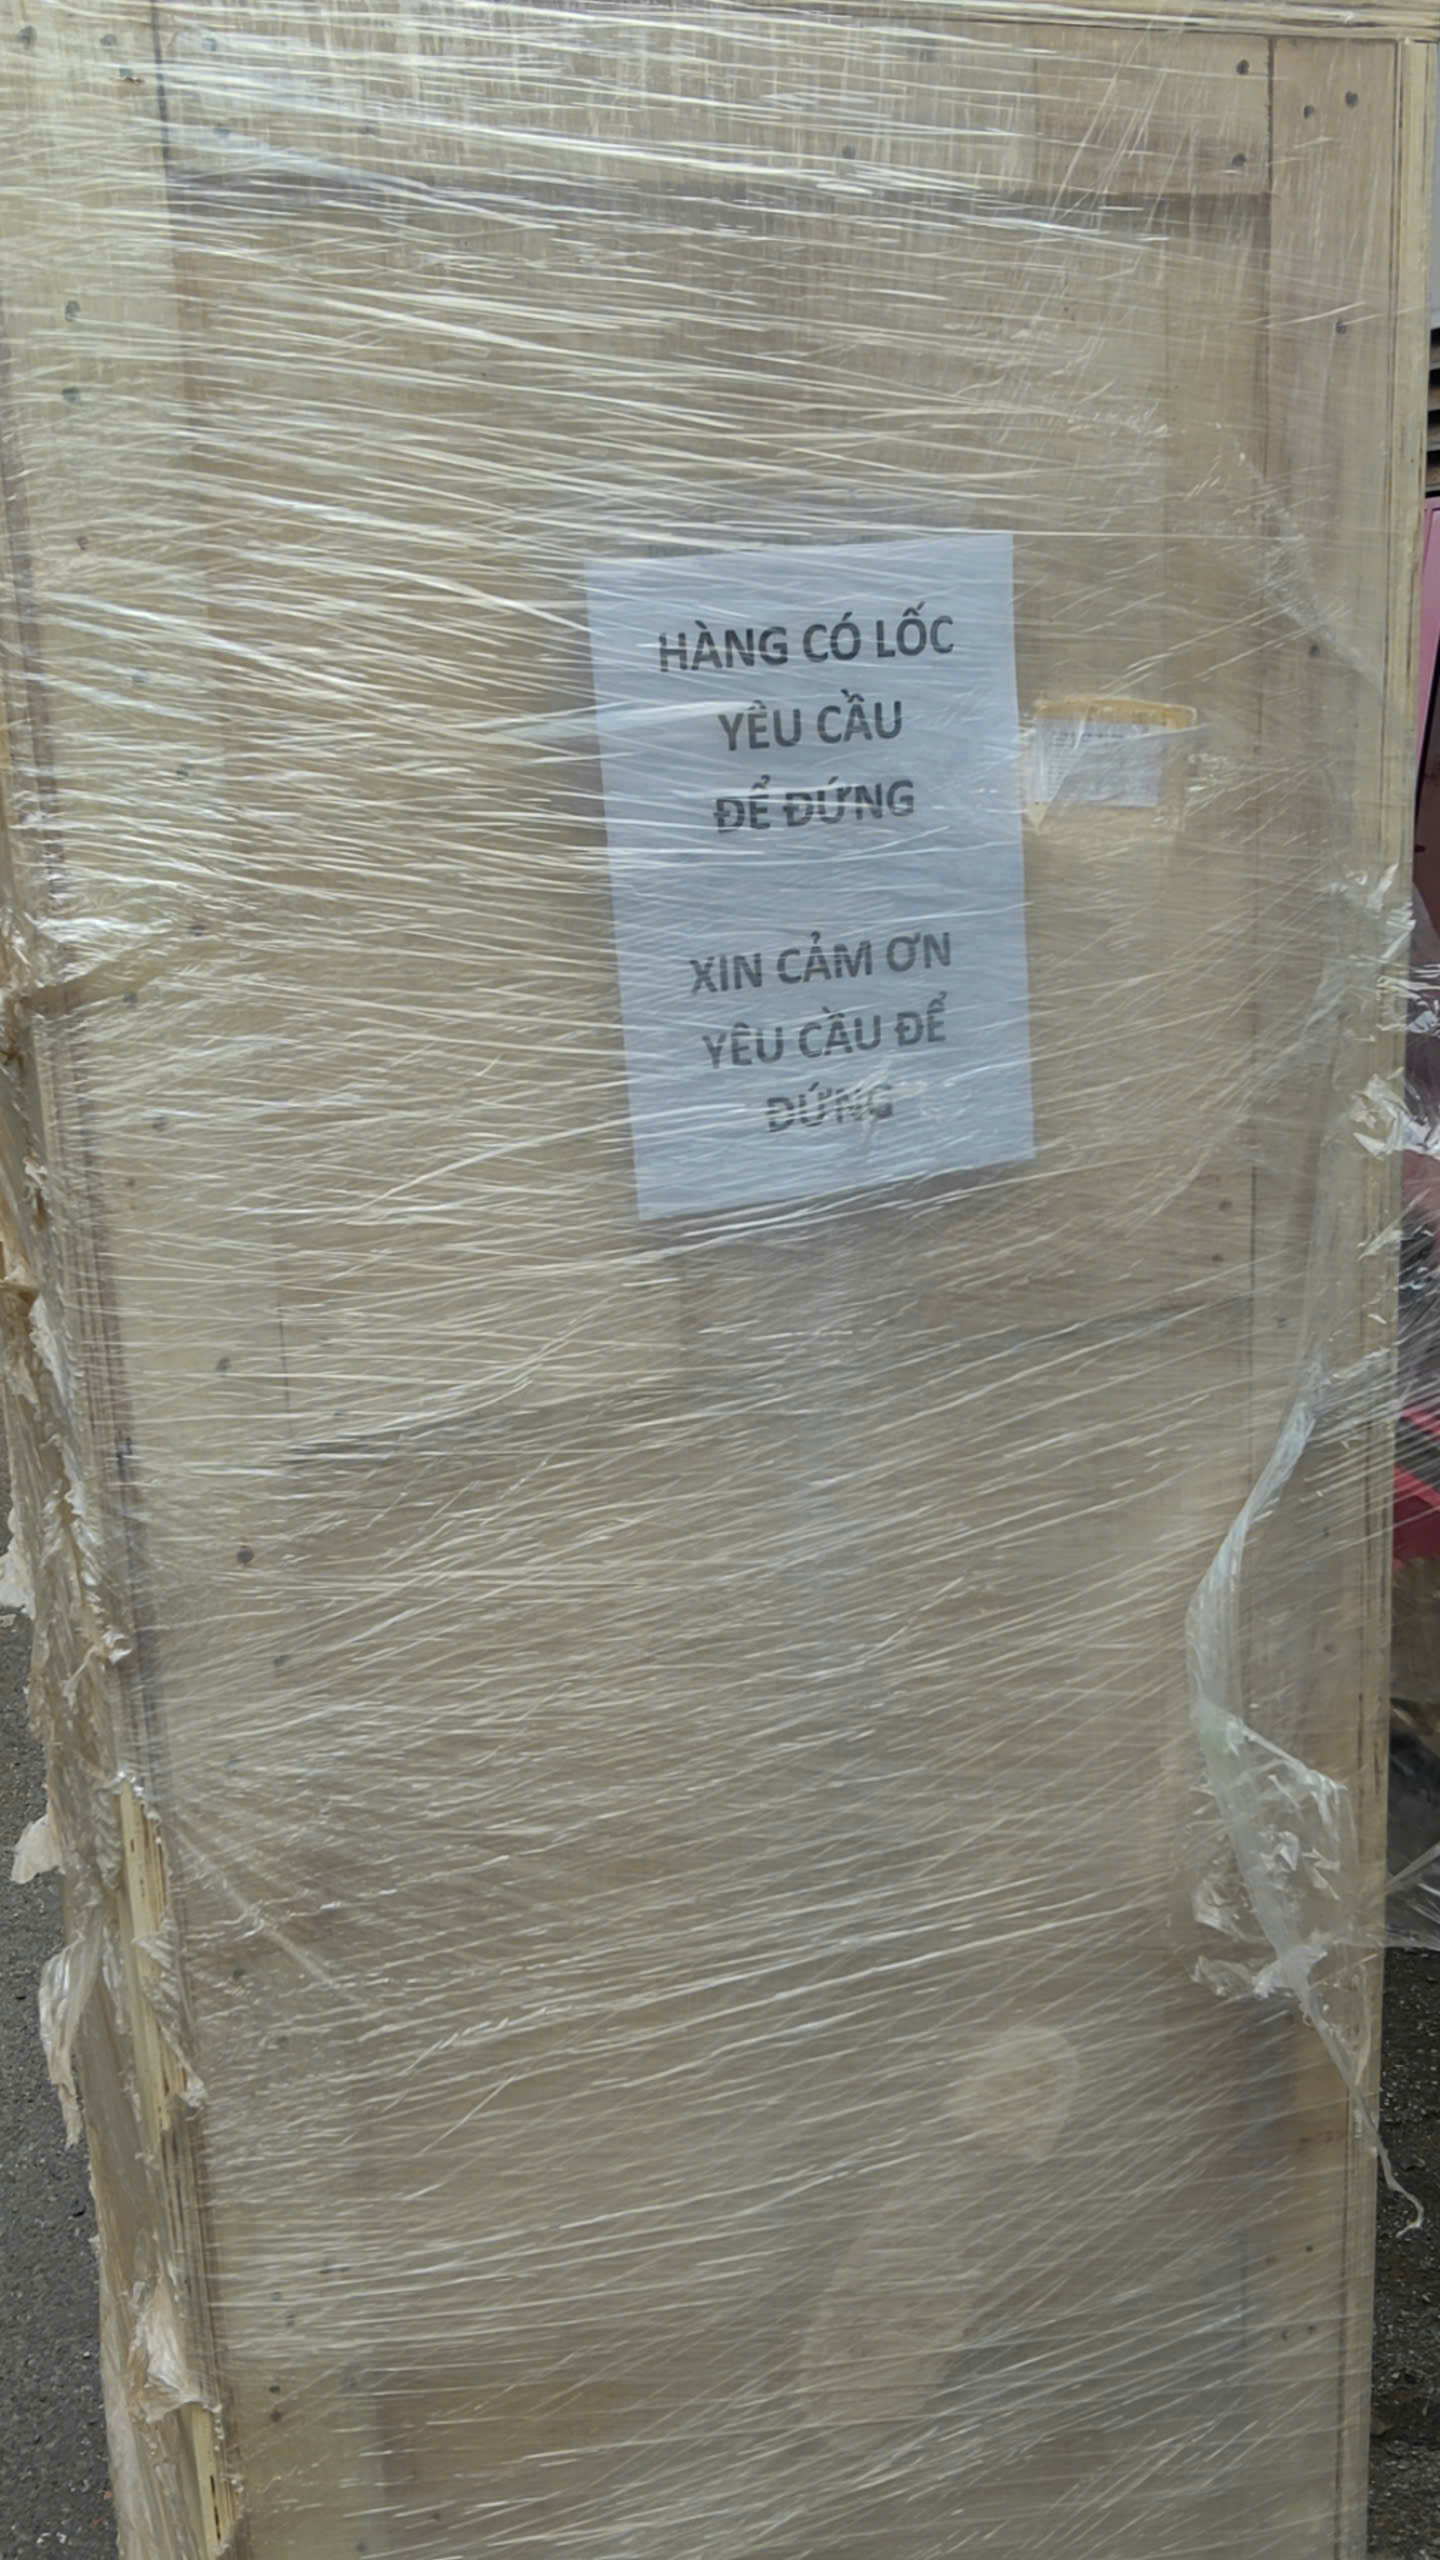 HÀNG CÓ LỐC
YÊU CẦU
ĐỂ ĐỨNG
XIN CẢM ƠN
YÊU CẦU ĐỂ
ĐỨNG